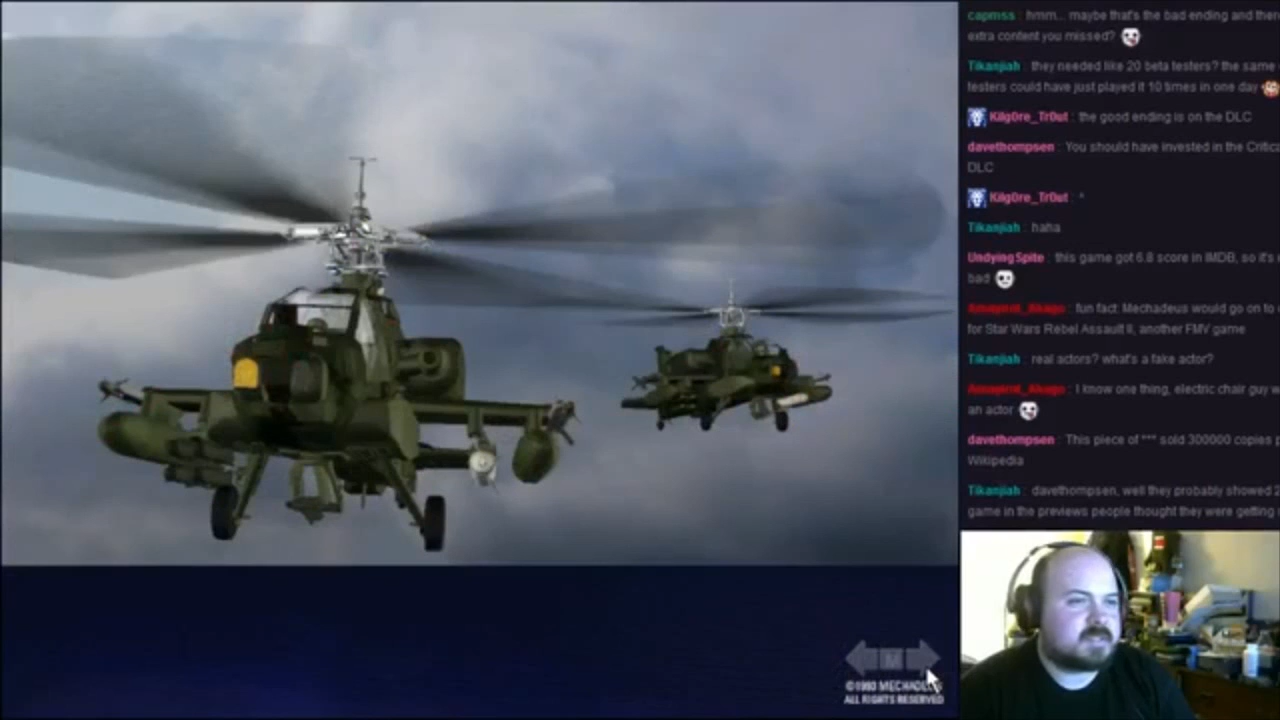 capmss : hmm... maybe that's the bad ending and
extra content you missed?
Tikanjiah : they needed like 20 beta testers? the same
testers could have just played it 10 times in one day
Kilg0re_Tr0ut : the good ending is on the DLC
davethompsen : You should have invested in the
DLC
Kilg0re_Tr0ut : ^
Tikanjiah : haha
UndyingSpite : this game got 6.8 score in IMDB, so it's
bad
fun fact: Mechadeus would go on to
for Star Wars Rebel Assault II, another FMV game
Tikanjiah : real actors? what's a fake actor?
I know one thing, electric chair guy
an actor
davethompsen : This piece of *** sold 300000 copies
Wikipedia
Tikanjiah : davethompsen, well they probably showed
game in the previews people thought they were getting
M
©1993
ALL RIGHTS RESERVED